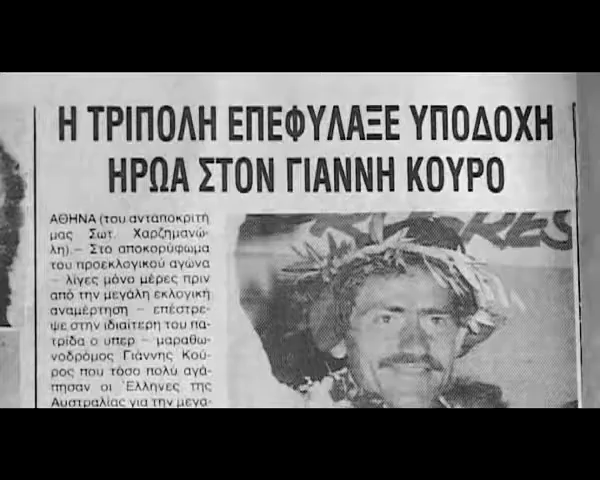 Η ΤΡΙΠΟΛΗ ΕΠΕΦΥΛΑΞΕ ΥΠΟΔΟΧΗ
ΗΡΩΑ ΣΤΟΝ ΓΙΑΝΝΗ ΚΟΥΡΟ
ΑΘΗΝΑ (του ανταποκριτή
μας Σωτ. Χαρζημανώ-
λη).— Στο αποκορύφωμα
του προεκλογικού αγώνα
— λίγες μόνο μέρες πριν
από την μεγάλη εκλογική
αναμέρτηση — επέστρε-
ψε στην ιδιαίτερη του πα-
τρίδα ο υπερ — μαραθω-
νοδρόμος Γιάννης Κού-
ρος που τόσο πολύ αγά-
πησαν οι Έλληνες της
Αυστραλίας για την μεγα-